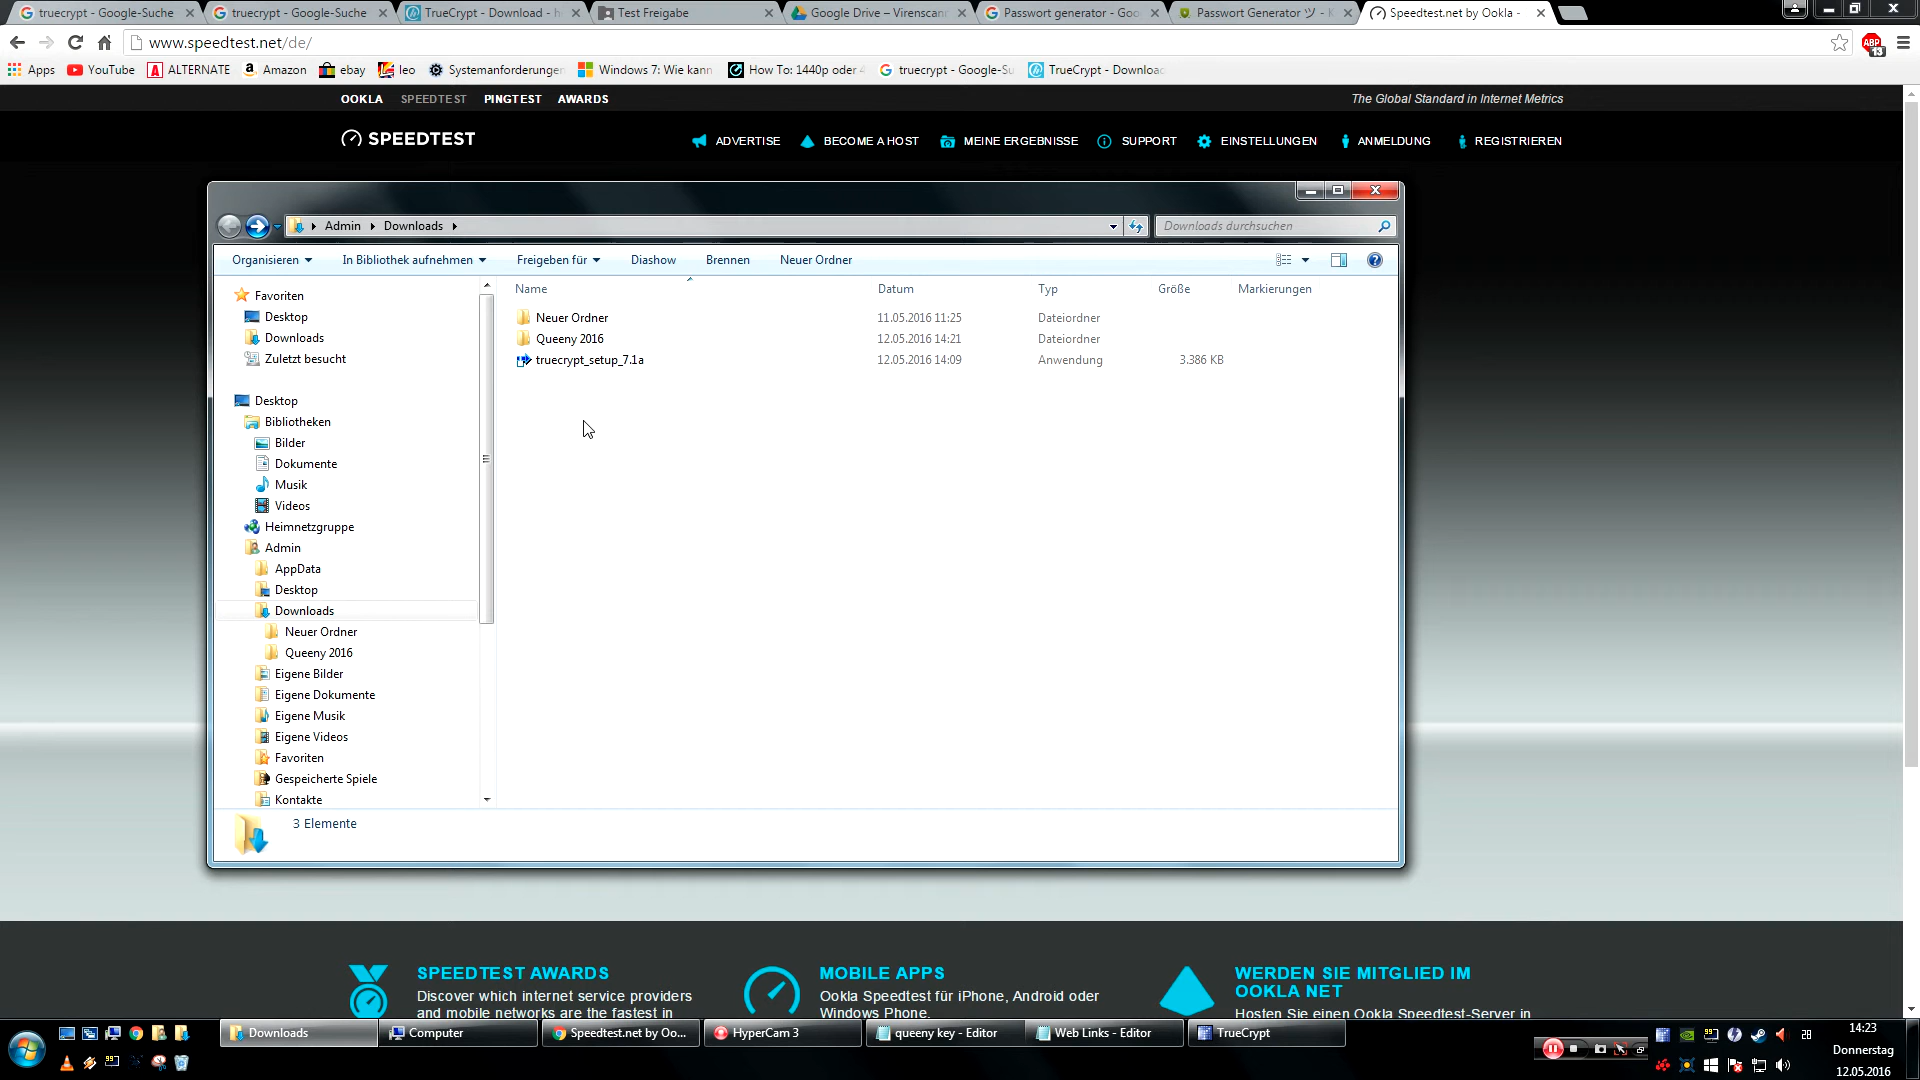 truecrypt - Google-Suche
truecrypt - Google-Suche
TrueCrypt - Download - h
Test Freigabe
Google Drive – Virenscan
Passwort generator - Goo
Passwort Generator ツ - K
Speedtest.net by Ookla -
www.speedtest.net/de/
ABP
13
Apps
YouTube
ALTERNATE
Amazon
ebay
leo
Systemanforderungen
Windows 7: Wie kann
How To: 1440p oder 4
truecrypt - Google-Su
TrueCrypt - Download
OOKLA SPEEDTEST PINGTEST AWARDS
The Global Standard in Internet Metrics
SPEEDTEST
ADVERTISE
BECOME A HOST
MEINE ERGEBNISSE
SUPPORT
EINSTELLUNGEN
ANMELDUNG
REGISTRIEREN
Admin
Downloads
Downloads durchsuchen
Organisieren
In Bibliothek aufnehmen
Freigeben für
Diashow
Brennen
Neuer Ordner
Name Datum Typ Größe Markierungen
Neuer Ordner 11.05.2016 11:25 Dateiordner
Queeny 2016 12.05.2016 14:21 Dateiordner
truecrypt_setup_7.1a 12.05.2016 14:09 Anwendung 3.386 KB
Favoriten
Desktop
Downloads
Zuletzt besucht
Desktop
Bibliotheken
Bilder
Dokumente
Musik
Videos
Heimnetzgruppe
Admin
AppData
Desktop
Downloads
Neuer Ordner
Queeny 2016
Eigene Bilder
Eigene Dokumente
Eigene Musik
Eigene Videos
Favoriten
Gespeicherte Spiele
Kontakte
3 Elemente
SPEEDTEST AWARDS
Discover which internet service providers
and mobile networks are the fastest in
MOBILE APPS
Ookla Speedtest für iPhone, Android oder
Windows Phone.
WERDEN SIE MITGLIED IM
OOKLA NET
Hosten Sie einen Ookla Speedtest-Server in
Downloads
Computer
Speedtest.net by Oo...
HyperCam 3
queeny key - Editor
Web Links - Editor
TrueCrypt
28
14:23
Donnerstag
12.05.2016